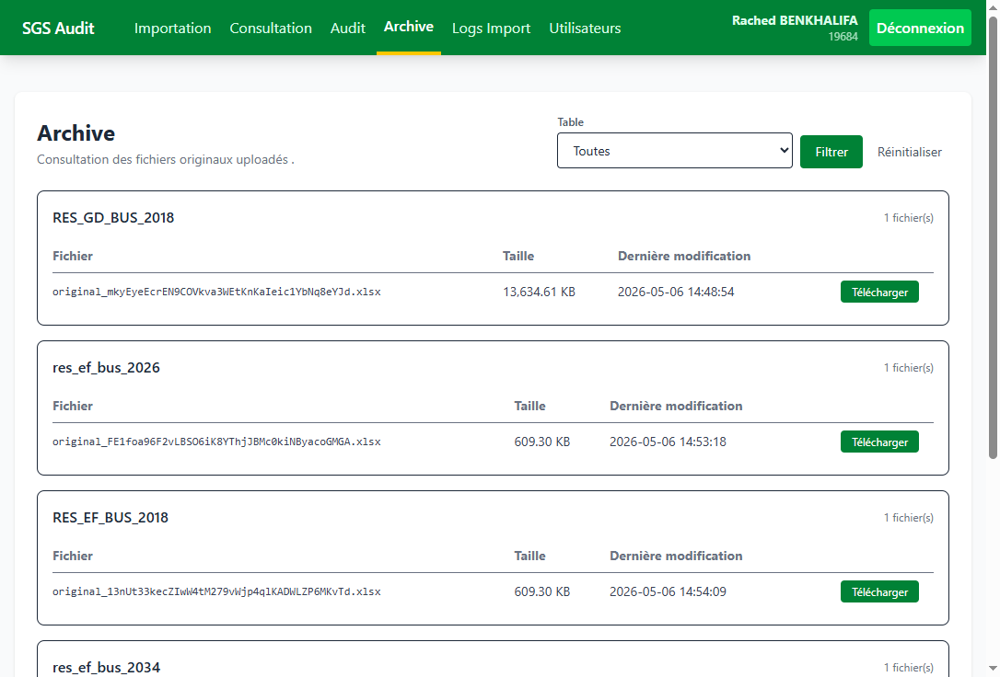 SGS Audit Importation Consultation Audit Archive Logs Import Utilisateurs Rached BENKHALIFA Déconnexion
19684
Table
Archive
Toutes Filtrer Réinitialiser
Consultation des fichiers originaux uploadés .
RES_GD_BUS_2018 1 fichier(s)
Fichier Taille Dernière modification
original_mkyEyeEcrEN9COVkva3WEtKnKaIeic1YbNq8eYJd.xlsx 13,634.61 KB 2026-05-06 14:48:54 Télécharger
res_ef_bus_2026 1 fichier(s)
Fichier Taille Dernière modification
original_FE1foa96F2vLBSO6iK8YThjJBMc0kiNByacoGMGA.xlsx 609.30 KB 2026-05-06 14:53:18 Télécharger
RES_EF_BUS_2018 1 fichier(s)
Fichier Taille Dernière modification
original_13nUt33kecZIwW4tM279vWjp4qlKADWLZP6MKvTd.xlsx 609.30 KB 2026-05-06 14:54:09 Télécharger
res_ef_bus_2034 1 fichier(s)